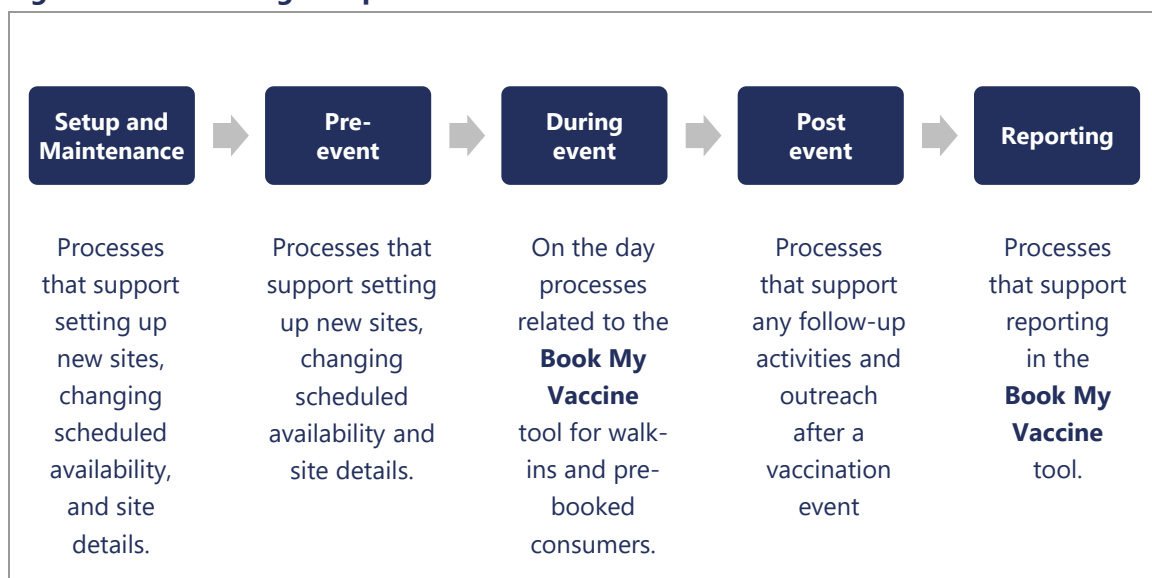 Setup and
Maintenance
Pre-
event
During
event
Post
event
Reporting
Processes
that support
setting up
new sites,
changing
scheduled
availability,
and site
details.
Processes that
support setting
up new sites,
changing
scheduled
availability and
site details.
On the day
processes
related to the
Book My
Vaccine
tool for walk-
ins and pre-
booked
consumers.
Processes
that support
any follow-up
activities and
outreach
after a
vaccination
event
Processes
that support
reporting
in the
Book My
Vaccine
tool.